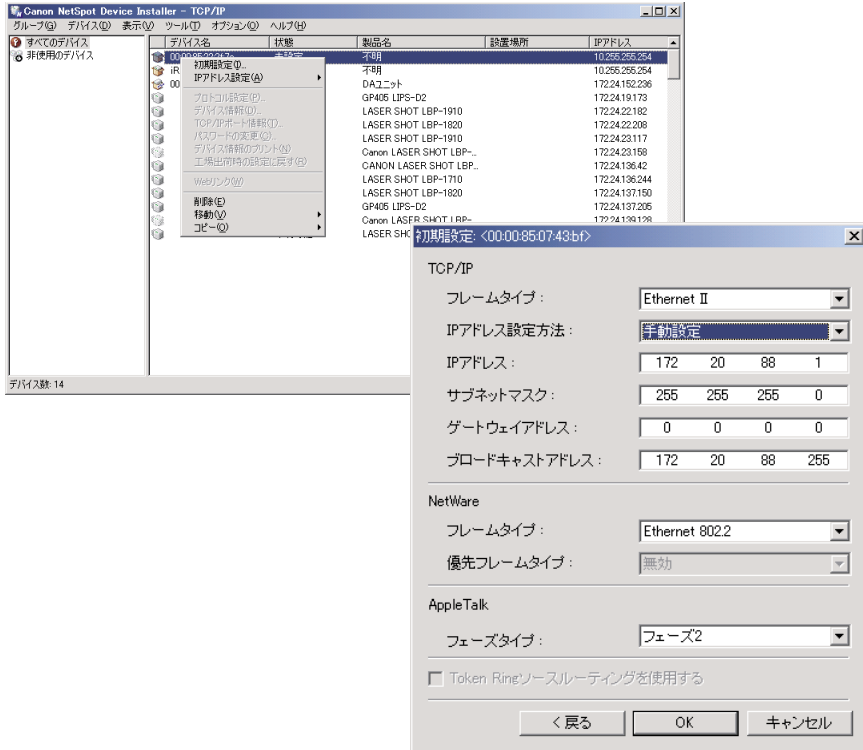 Canon NetSpot Device Installer - TCP/IP
グループ(G) デバイス(D) 表示(V) ツール(T) オプション(O) ヘルプ(H)
すべてのデバイス
非使用のデバイス
デバイス名 状態 製品名 設置場所 IPアドレス
不明 10.255.255.254
iR 不明 10.255.255.254
00 DAユニット 172.24.152.236
GP405 LIPS-D2 172.24.19.173
LASER SHOT LBP-1910 172.24.22.182
LASER SHOT LBP-1820 172.24.22.208
LASER SHOT LBP-1910 172.24.23.117
Canon LASER SHOT LBP-... 172.24.23.158
CANON LASER SHOT LBP... 172.24.136.42
LASER SHOT LBP-1710 172.24.136.244
LASER SHOT LBP-1820 172.24.137.150
GP405 LIPS-D2 172.24.137.205
Canon LASER SHOT LBP- 172.24.139.128
LASER SHO
初期設定(I)...
IPアドレス設定(A)
プロトコル設定(P)...
デバイス情報(D)...
TCP/IPポート情報(T)...
パスワードの変更(C)...
デバイス情報のプリント(N)
工場出荷時の設定に戻す(R)
Webリンク(W)
削除(E)
移動(V)
コピー(O)
デバイス数: 14
初期設定: <00:00:85:07:43:bf>
TCP/IP
フレームタイプ : Ethernet II
IPアドレス設定方法 : 手動設定
IPアドレス : 172 20 88 1
サブネットマスク : 255 255 255 0
ゲートウェイアドレス : 0 0 0 0
ブロードキャストアドレス : 172 20 88 255
NetWare
フレームタイプ : Ethernet 802.2
優先フレームタイプ : 無効
AppleTalk
フェーズタイプ : フェーズ2
Token Ringソースルーティングを使用する
< 戻る OK キャンセル